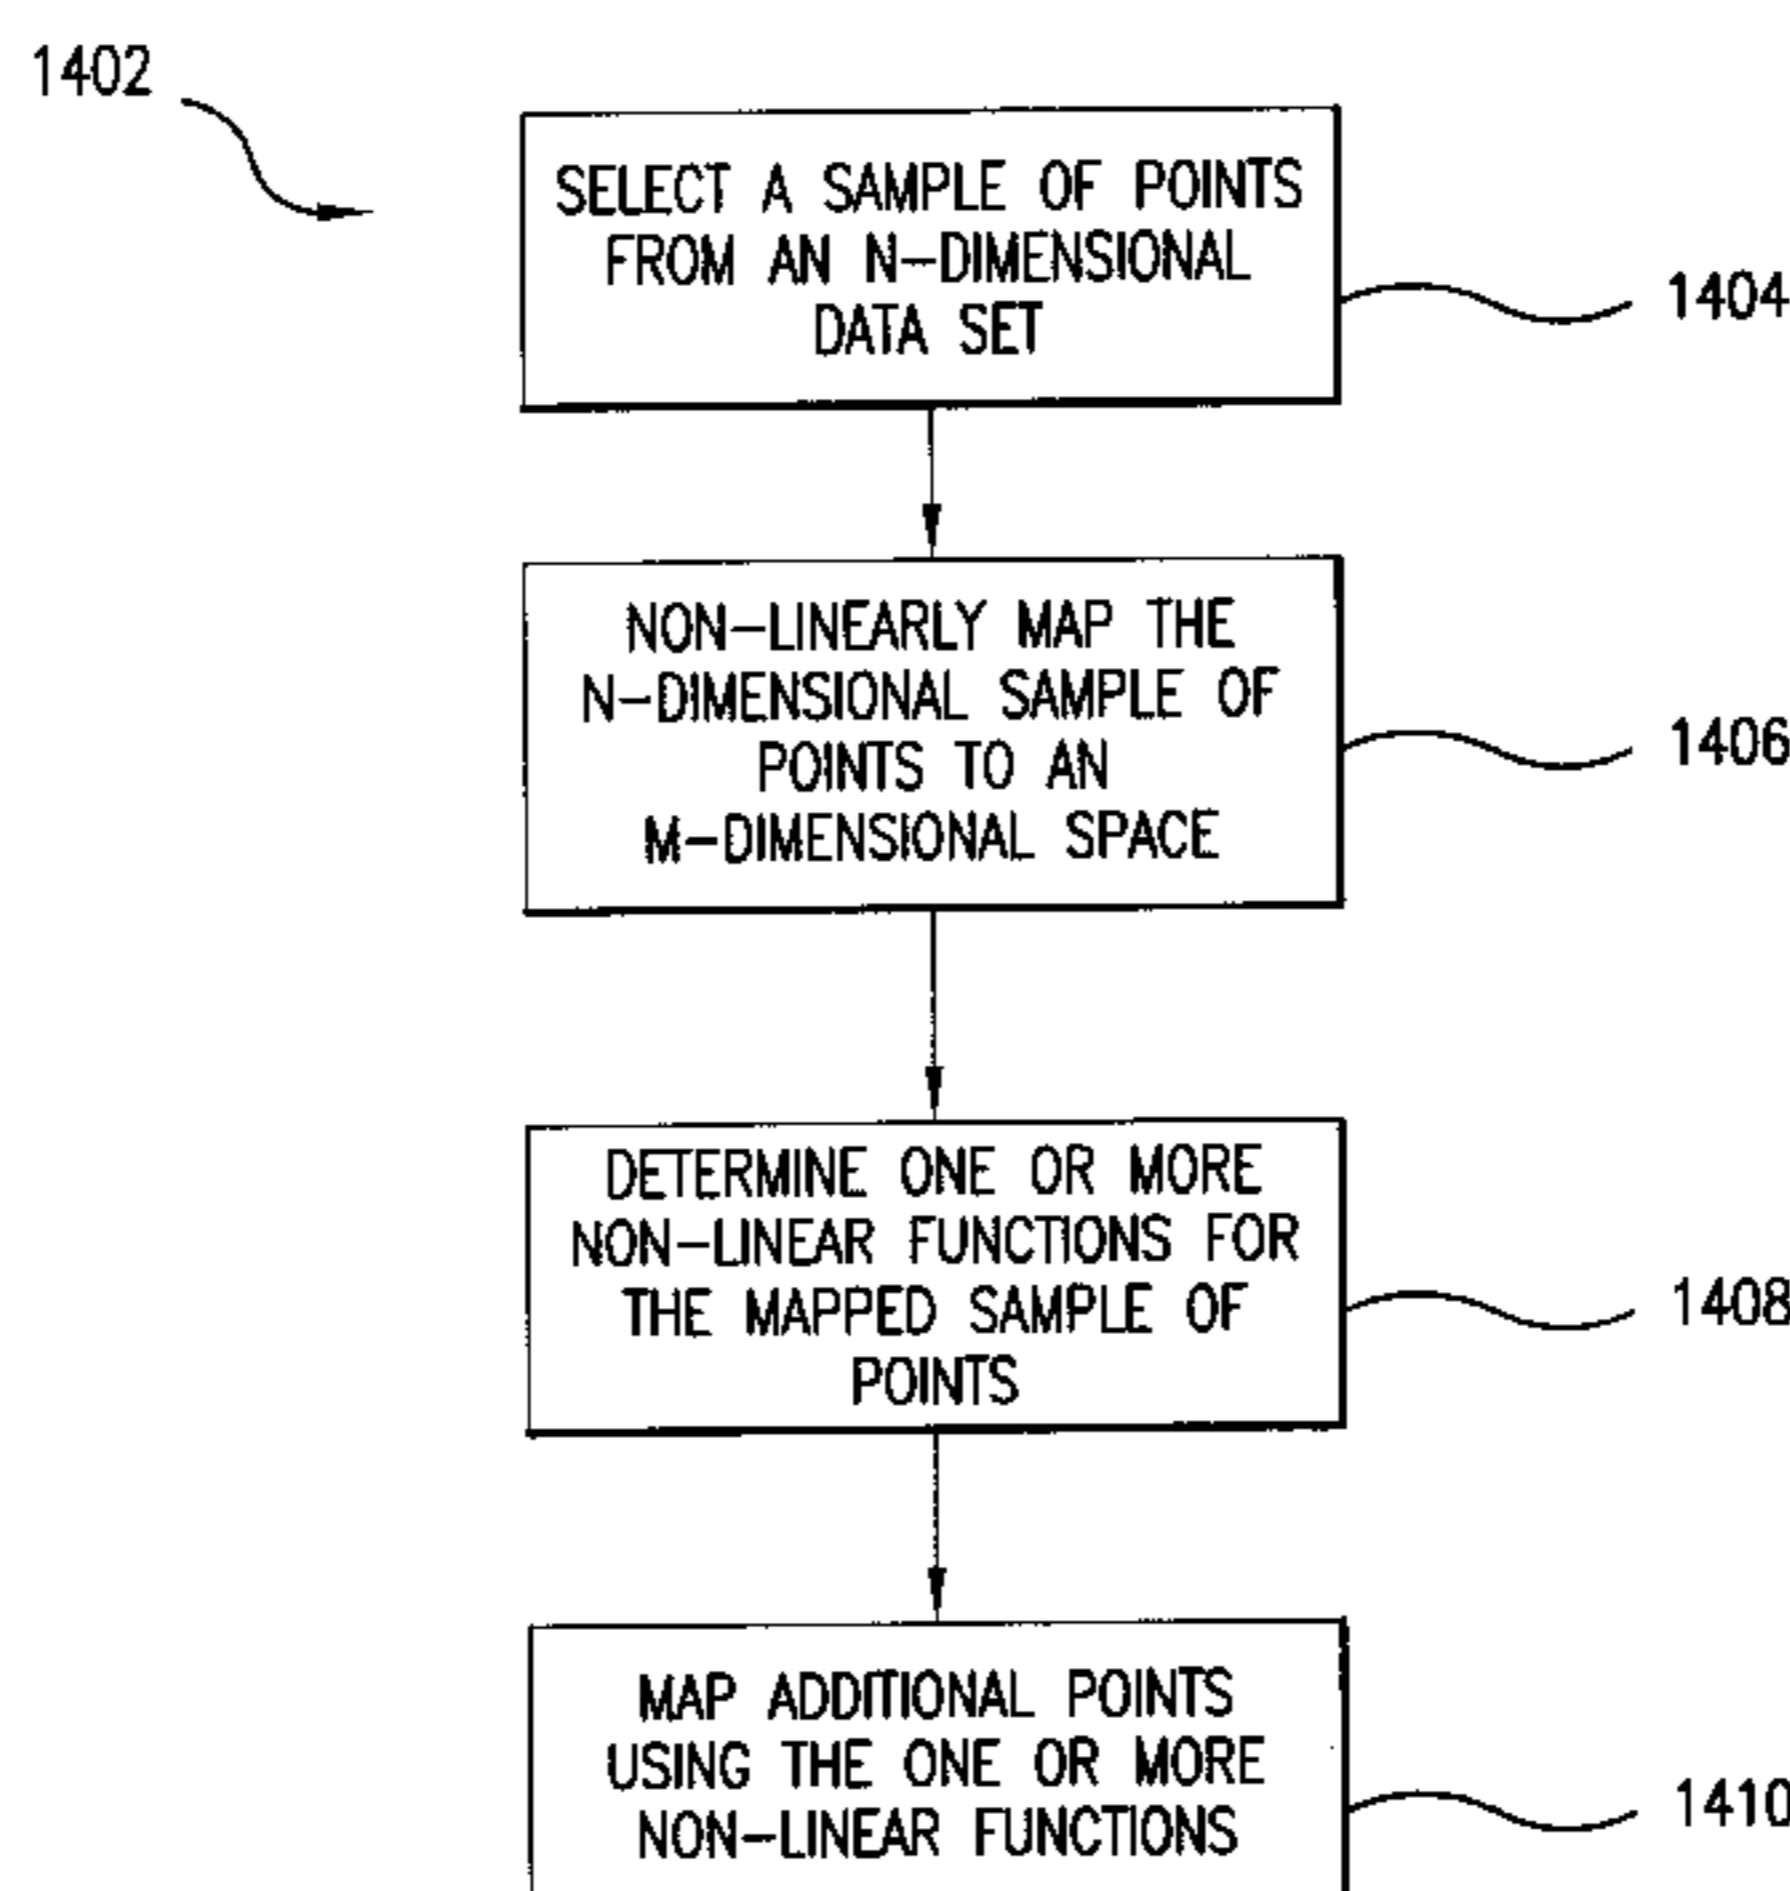 1402
SELECT A SAMPLE OF POINTS
FROM AN N-DIMENSIONAL
DATA SET
1404
NON-LINEARLY MAP THE
N-DIMENSIONAL SAMPLE OF
POINTS TO AN
M-DIMENSIONAL SPACE
1406
DETERMINE ONE OR MORE
NON-LINEAR FUNCTIONS FOR
THE MAPPED SAMPLE OF
POINTS
1408
MAP ADDITIONAL POINTS
USING THE ONE OR MORE
NON-LINEAR FUNCTIONS
1410